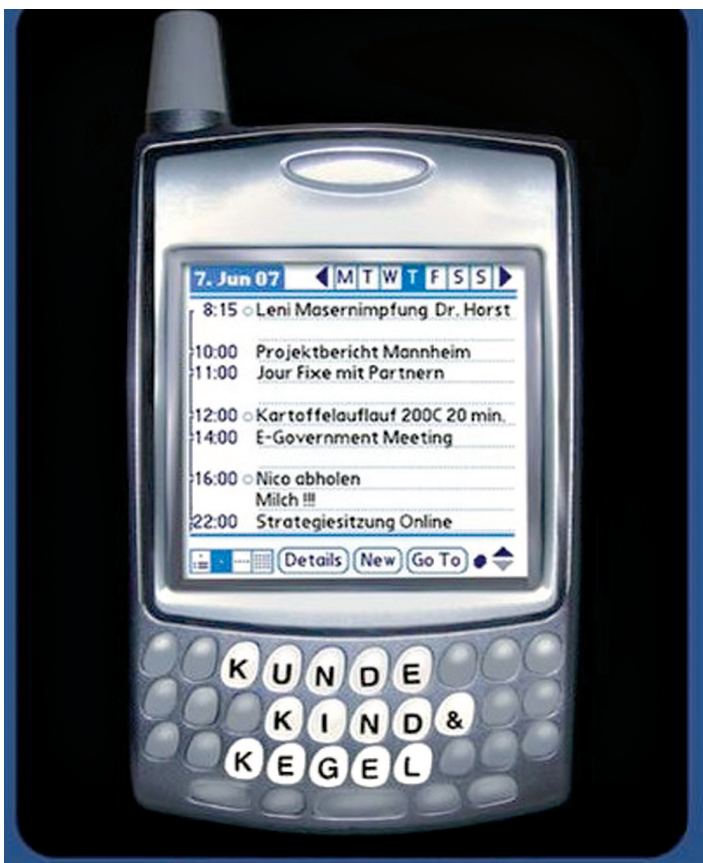 7. Jun 07 M T W T F S S
8:15 Leni Masernimpfung Dr. Horst
10:00 Projektbericht Mannheim
11:00 Jour Fixe mit Partnern
12:00 Kartoffelauflauf 200C 20 min.
14:00 E-Government Meeting
16:00 Nico abholen
Milch !!!
22:00 Strategiesitzung Online
Details New Go To
KUNDE
KIND &
KEGEL